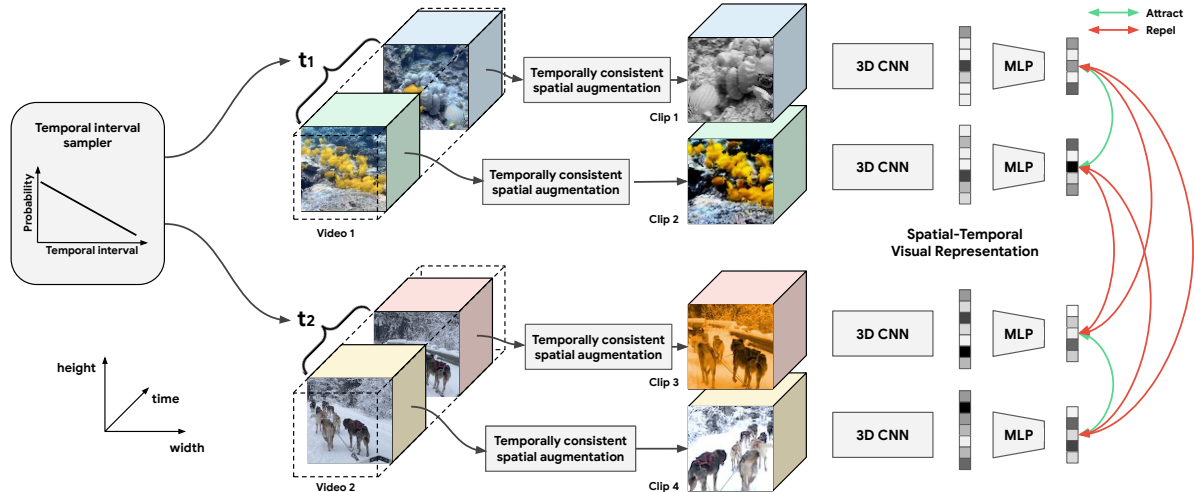 Attract
Repel
t1
Temporally consistent
spatial augmentation
Clip 1
3D CNN
MLP
Temporal interval
sampler
Probability
Temporal interval
Temporally consistent
spatial augmentation
Clip 2
3D CNN
MLP
Video 1
Spatial-Temporal
Visual Representation
t2
Temporally consistent
spatial augmentation
Clip 3
3D CNN
MLP
height
time
width
Temporally consistent
spatial augmentation
Clip 4
3D CNN
MLP
Video 2